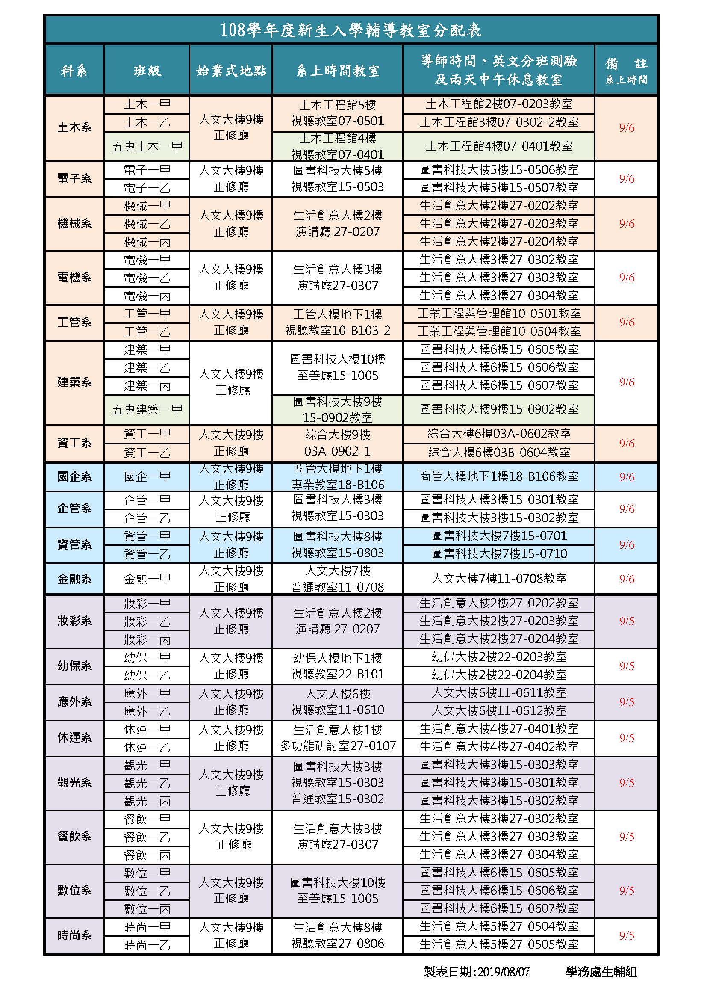 108學年度新生入學輔導教室分配表
科系
班級
始業式地點
系上時間教室
導師時間、英文分班測驗
及兩天中午休息教室
備 註
系上時間
土木系
土木一甲
土木一乙
五專土木一甲
人文大樓9樓
正修廳
土木工程館5樓
視聽教室07-0501
土木工程館4樓
視聽教室07-0401
土木工程館2樓07-0203教室
土木工程館3樓07-0302-2教室
土木工程館4樓07-0401教室
9/6
電子系
電子一甲
電子一乙
人文大樓9樓
正修廳
圖書科技大樓5樓
視聽教室15-0503
圖書科技大樓5樓15-0506教室
圖書科技大樓5樓15-0507教室
9/6
機械系
機械一甲
機械一乙
機械一丙
人文大樓9樓
正修廳
生活創意大樓2樓
演講廳 27-0207
生活創意大樓2樓27-0202教室
生活創意大樓2樓27-0203教室
生活創意大樓2樓27-0204教室
9/6
電機系
電機一甲
電機一乙
電機一丙
人文大樓9樓
正修廳
生活創意大樓3樓
演講廳27-0307
生活創意大樓3樓27-0302教室
生活創意大樓3樓27-0303教室
生活創意大樓3樓27-0304教室
9/6
工管系
工管一甲
工管一乙
人文大樓9樓
正修廳
工管大樓地下1樓
視聽教室10-B103-2
工業工程與管理館10-0501教室
工業工程與管理館10-0504教室
9/6
建築系
建築一甲
建築一乙
建築一丙
五專建築一甲
人文大樓9樓
正修廳
圖書科技大樓10樓
至善廳15-1005
圖書科技大樓9樓
15-0902教室
圖書科技大樓6樓15-0605教室
圖書科技大樓6樓15-0606教室
圖書科技大樓6樓15-0607教室
圖書科技大樓9樓15-0902教室
9/6
資工系
資工一甲
資工一乙
人文大樓9樓
正修廳
綜合大樓9樓
03A-0902-1
綜合大樓6樓03A-0602教室
綜合大樓6樓03B-0604教室
9/6
國企系
國企一甲
人文大樓9樓
正修廳
商管大樓地下1樓
專業教室18-B106
商管大樓地下1樓18-B106教室
9/6
企管系
企管一甲
企管一乙
人文大樓9樓
正修廳
圖書科技大樓3樓
視聽教室15-0303
圖書科技大樓3樓15-0301教室
圖書科技大樓3樓15-0302教室
9/6
資管系
資管一甲
資管一乙
人文大樓9樓
正修廳
圖書科技大樓8樓
視聽教室15-0803
圖書科技大樓7樓15-0701
圖書科技大樓7樓15-0710
9/6
金融系
金融一甲
人文大樓9樓
正修廳
人文大樓7樓
普通教室11-0708
人文大樓7樓11-0708教室
9/6
妝彩系
妝彩一甲
妝彩一乙
妝彩一丙
人文大樓9樓
正修廳
生活創意大樓2樓
演講廳 27-0207
生活創意大樓2樓27-0202教室
生活創意大樓2樓27-0203教室
生活創意大樓2樓27-0204教室
9/5
幼保系
幼保一甲
幼保一乙
人文大樓9樓
正修廳
幼保大樓地下1樓
視聽教室22-B101
幼保大樓2樓22-0203教室
幼保大樓2樓22-0204教室
9/5
應外系
應外一甲
應外一乙
人文大樓9樓
正修廳
人文大樓6樓
視聽教室11-0610
人文大樓6樓11-0611教室
人文大樓6樓11-0612教室
9/5
休運系
休運一甲
休運一乙
人文大樓9樓
正修廳
生活創意大樓1樓
多功能研討室27-0107
生活創意大樓4樓27-0401教室
生活創意大樓4樓27-0402教室
9/5
觀光系
觀光一甲
觀光一乙
觀光一丙
人文大樓9樓
正修廳
圖書科技大樓3樓
視聽教室15-0303
普通教室15-0302
圖書科技大樓3樓15-0303教室
圖書科技大樓3樓15-0301教室
圖書科技大樓3樓15-0302教室
9/5
餐飲系
餐飲一甲
餐飲一乙
餐飲一丙
人文大樓9樓
正修廳
生活創意大樓3樓
演講廳27-0307
生活創意大樓3樓27-0302教室
生活創意大樓3樓27-0303教室
生活創意大樓3樓27-0304教室
9/5
數位系
數位一甲
數位一乙
數位一丙
人文大樓9樓
正修廳
圖書科技大樓10樓
至善廳15-1005
圖書科技大樓6樓15-0605教室
圖書科技大樓6樓15-0606教室
圖書科技大樓6樓15-0607教室
9/5
時尚系
時尚一甲
時尚一乙
人文大樓9樓
正修廳
生活創意大樓8樓
視聽教室27-0806
生活創意大樓5樓27-0504教室
生活創意大樓5樓27-0505教室
9/5
製表日期:2019/08/07 學務處生輔組